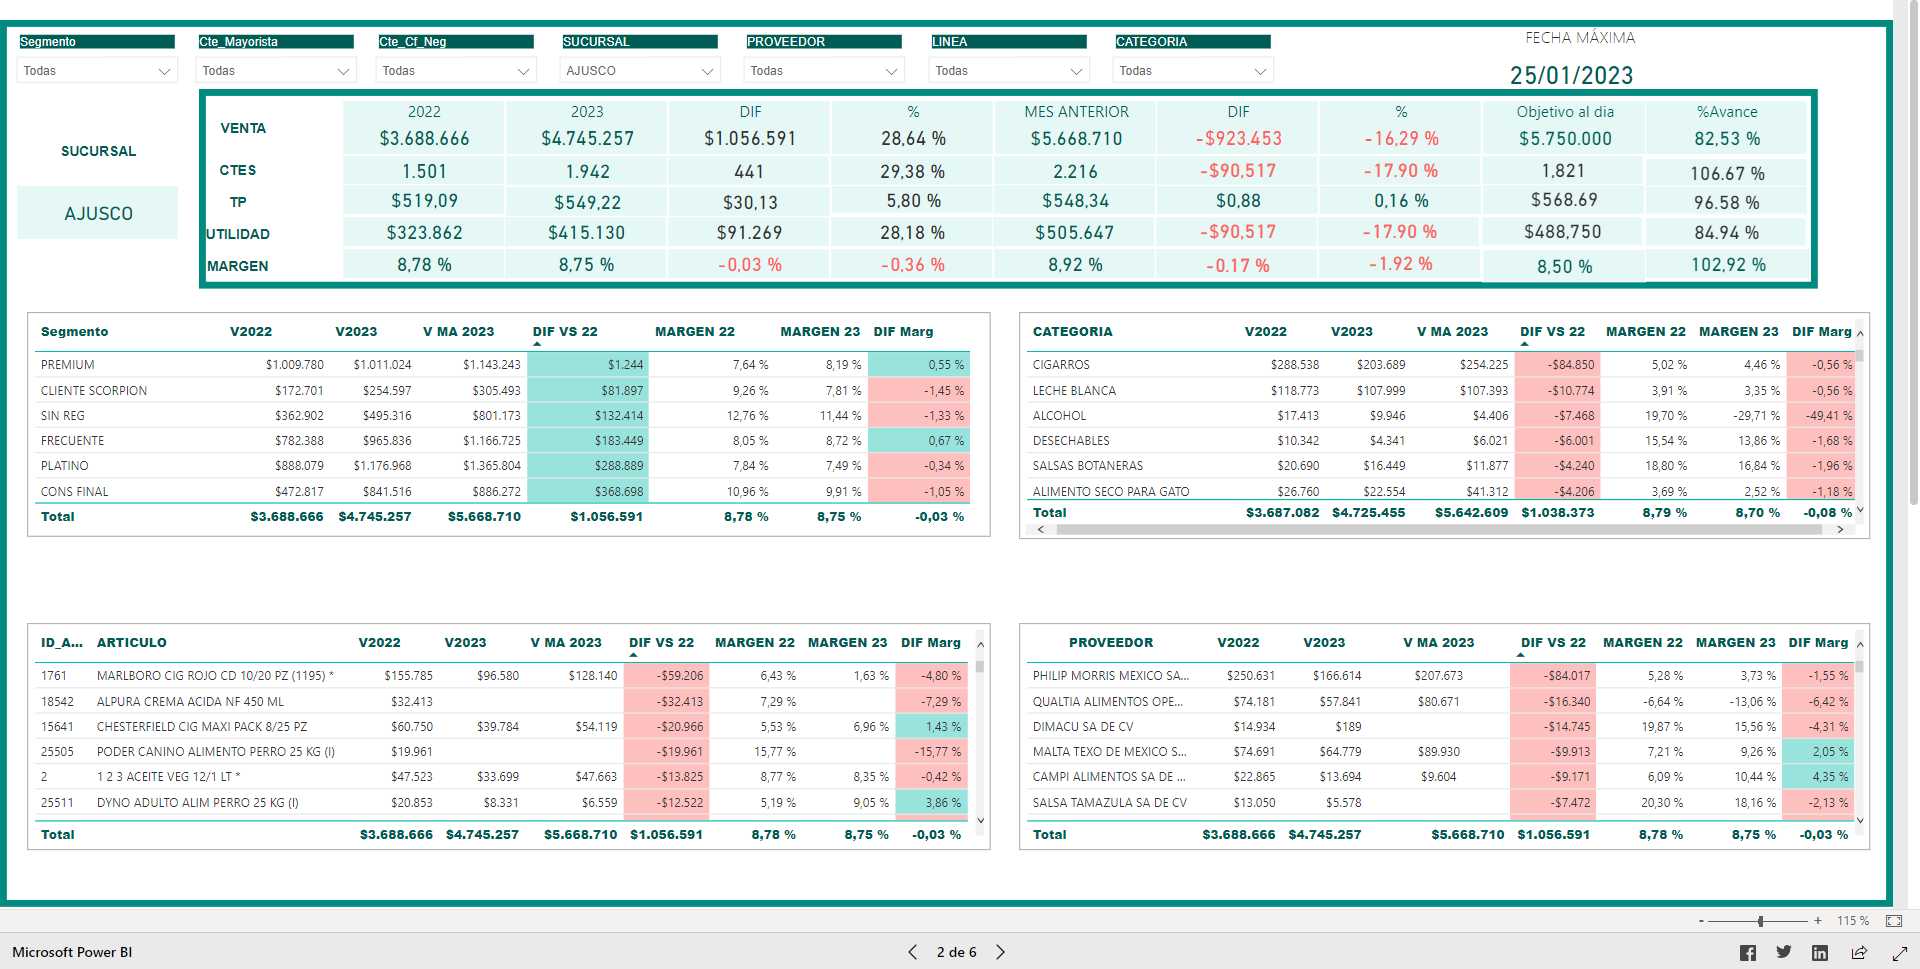 Segmento Cte_Mayorista Cte_Cf_Neg SUCURSAL PROVEEDOR LINEA CATEGORIA FECHA MÁXIMA
Todas Todas Todas AJUSCO Todas Todas Todas 25/01/2023
2022 2023 DIF % MES ANTERIOR DIF % Objetivo al dia %Avance
VENTA $3.688.666 $4.745.257 $1.056.591 28,64 % $5.668.710 -$923.453 -16,29 % $5.750.000 82,53 %
SUCURSAL
CTES 1.501 1.942 441 29,38 % 2.216 -$90,517 -17.90 % 1,821 106.67 %
TP $519,09 $549,22 $30,13 5,80 % $548,34 $0,88 0,16 % $568.69 96.58 %
AJUSCO
UTILIDAD $323.862 $415.130 $91.269 28,18 % $505.647 -$90,517 -17.90 % $488,750 84.94 %
MARGEN 8,78 % 8,75 % -0,03 % -0,36 % 8,92 % -0.17 % -1.92 % 8,50 % 102,92 %
Segmento V2022 V2023 V MA 2023 DIF VS 22 MARGEN 22 MARGEN 23 DIF Marg
PREMIUM $1.009.780 $1.011.024 $1.143.243 $1.244 7,64 % 8,19 % 0,55 %
CLIENTE SCORPION $172.701 $254.597 $305.493 $81.897 9,26 % 7,81 % -1,45 %
SIN REG $362.902 $495.316 $801.173 $132.414 12,76 % 11,44 % -1,33 %
FRECUENTE $782.388 $965.836 $1.166.725 $183.449 8,05 % 8,72 % 0,67 %
PLATINO $888.079 $1.176.968 $1.365.804 $288.889 7,84 % 7,49 % -0,34 %
CONS FINAL $472.817 $841.516 $886.272 $368.698 10,96 % 9,91 % -1,05 %
Total $3.688.666 $4.745.257 $5.668.710 $1.056.591 8,78 % 8,75 % -0,03 %
CATEGORIA V2022 V2023 V MA 2023 DIF VS 22 MARGEN 22 MARGEN 23 DIF Marg
CIGARROS $288.538 $203.689 $254.225 -$84.850 5,02 % 4,46 % -0,56 %
LECHE BLANCA $118.773 $107.999 $107.393 -$10.774 3,91 % 3,35 % -0,56 %
ALCOHOL $17.413 $9.946 $4.406 -$7.468 19,70 % -29,71 % -49,41 %
DESECHABLES $10.342 $4.341 $6.021 -$6.001 15,54 % 13,86 % -1,68 %
SALSAS BOTANERAS $20.690 $16.449 $11.877 -$4.240 18,80 % 16,84 % -1,96 %
ALIMENTO SECO PARA GATO $26.760 $22.554 $41.312 -$4.206 3,69 % 2,52 % -1,18 %
Total $3.687.082 $4.725.455 $5.642.609 $1.038.373 8,79 % 8,70 % -0,08 %
ID_A... ARTICULO V2022 V2023 V MA 2023 DIF VS 22 MARGEN 22 MARGEN 23 DIF Marg
1761 MARLBORO CIG ROJO CD 10/20 PZ (1195) * $155.785 $96.580 $128.140 -$59.206 6,43 % 1,63 % -4,80 %
18542 ALPURA CREMA ACIDA NF 450 ML $32.413 -$32.413 7,29 % -7,29 %
15641 CHESTERFIELD CIG MAXI PACK 8/25 PZ $60.750 $39.784 $54.119 -$20.966 5,53 % 6,96 % 1,43 %
25505 PODER CANINO ALIMENTO PERRO 25 KG (I) $19.961 -$19.961 15,77 % -15,77 %
2 1 2 3 ACEITE VEG 12/1 LT * $47.523 $33.699 $47.663 -$13.825 8,77 % 8,35 % -0,42 %
25511 DYNO ADULTO ALIM PERRO 25 KG (I) $20.853 $8.331 $6.559 -$12.522 5,19 % 9,05 % 3,86 %
Total $3.688.666 $4.745.257 $5.668.710 $1.056.591 8,78 % 8,75 % -0,03 %
PROVEEDOR V2022 V2023 V MA 2023 DIF VS 22 MARGEN 22 MARGEN 23 DIF Marg
PHILIP MORRIS MEXICO SA... $250.631 $166.614 $207.673 -$84.017 5,28 % 3,73 % -1,55 %
QUALTIA ALIMENTOS OPE... $74.181 $57.841 $80.671 -$16.340 -6,64 % -13,06 % -6,42 %
DIMACU SA DE CV $14.934 $189 -$14.745 19,87 % 15,56 % -4,31 %
MALTA TEXO DE MEXICO S... $74.691 $64.779 $89.930 -$9.913 7,21 % 9,26 % 2,05 %
CAMPI ALIMENTOS SA DE ... $22.865 $13.694 $9.604 -$9.171 6,09 % 10,44 % 4,35 %
SALSA TAMAZULA SA DE CV $13.050 $5.578 -$7.472 20,30 % 18,16 % -2,13 %
Total $3.688.666 $4.745.257 $5.668.710 $1.056.591 8,78 % 8,75 % -0,03 %
- + 115 %
Microsoft Power BI 2 de 6